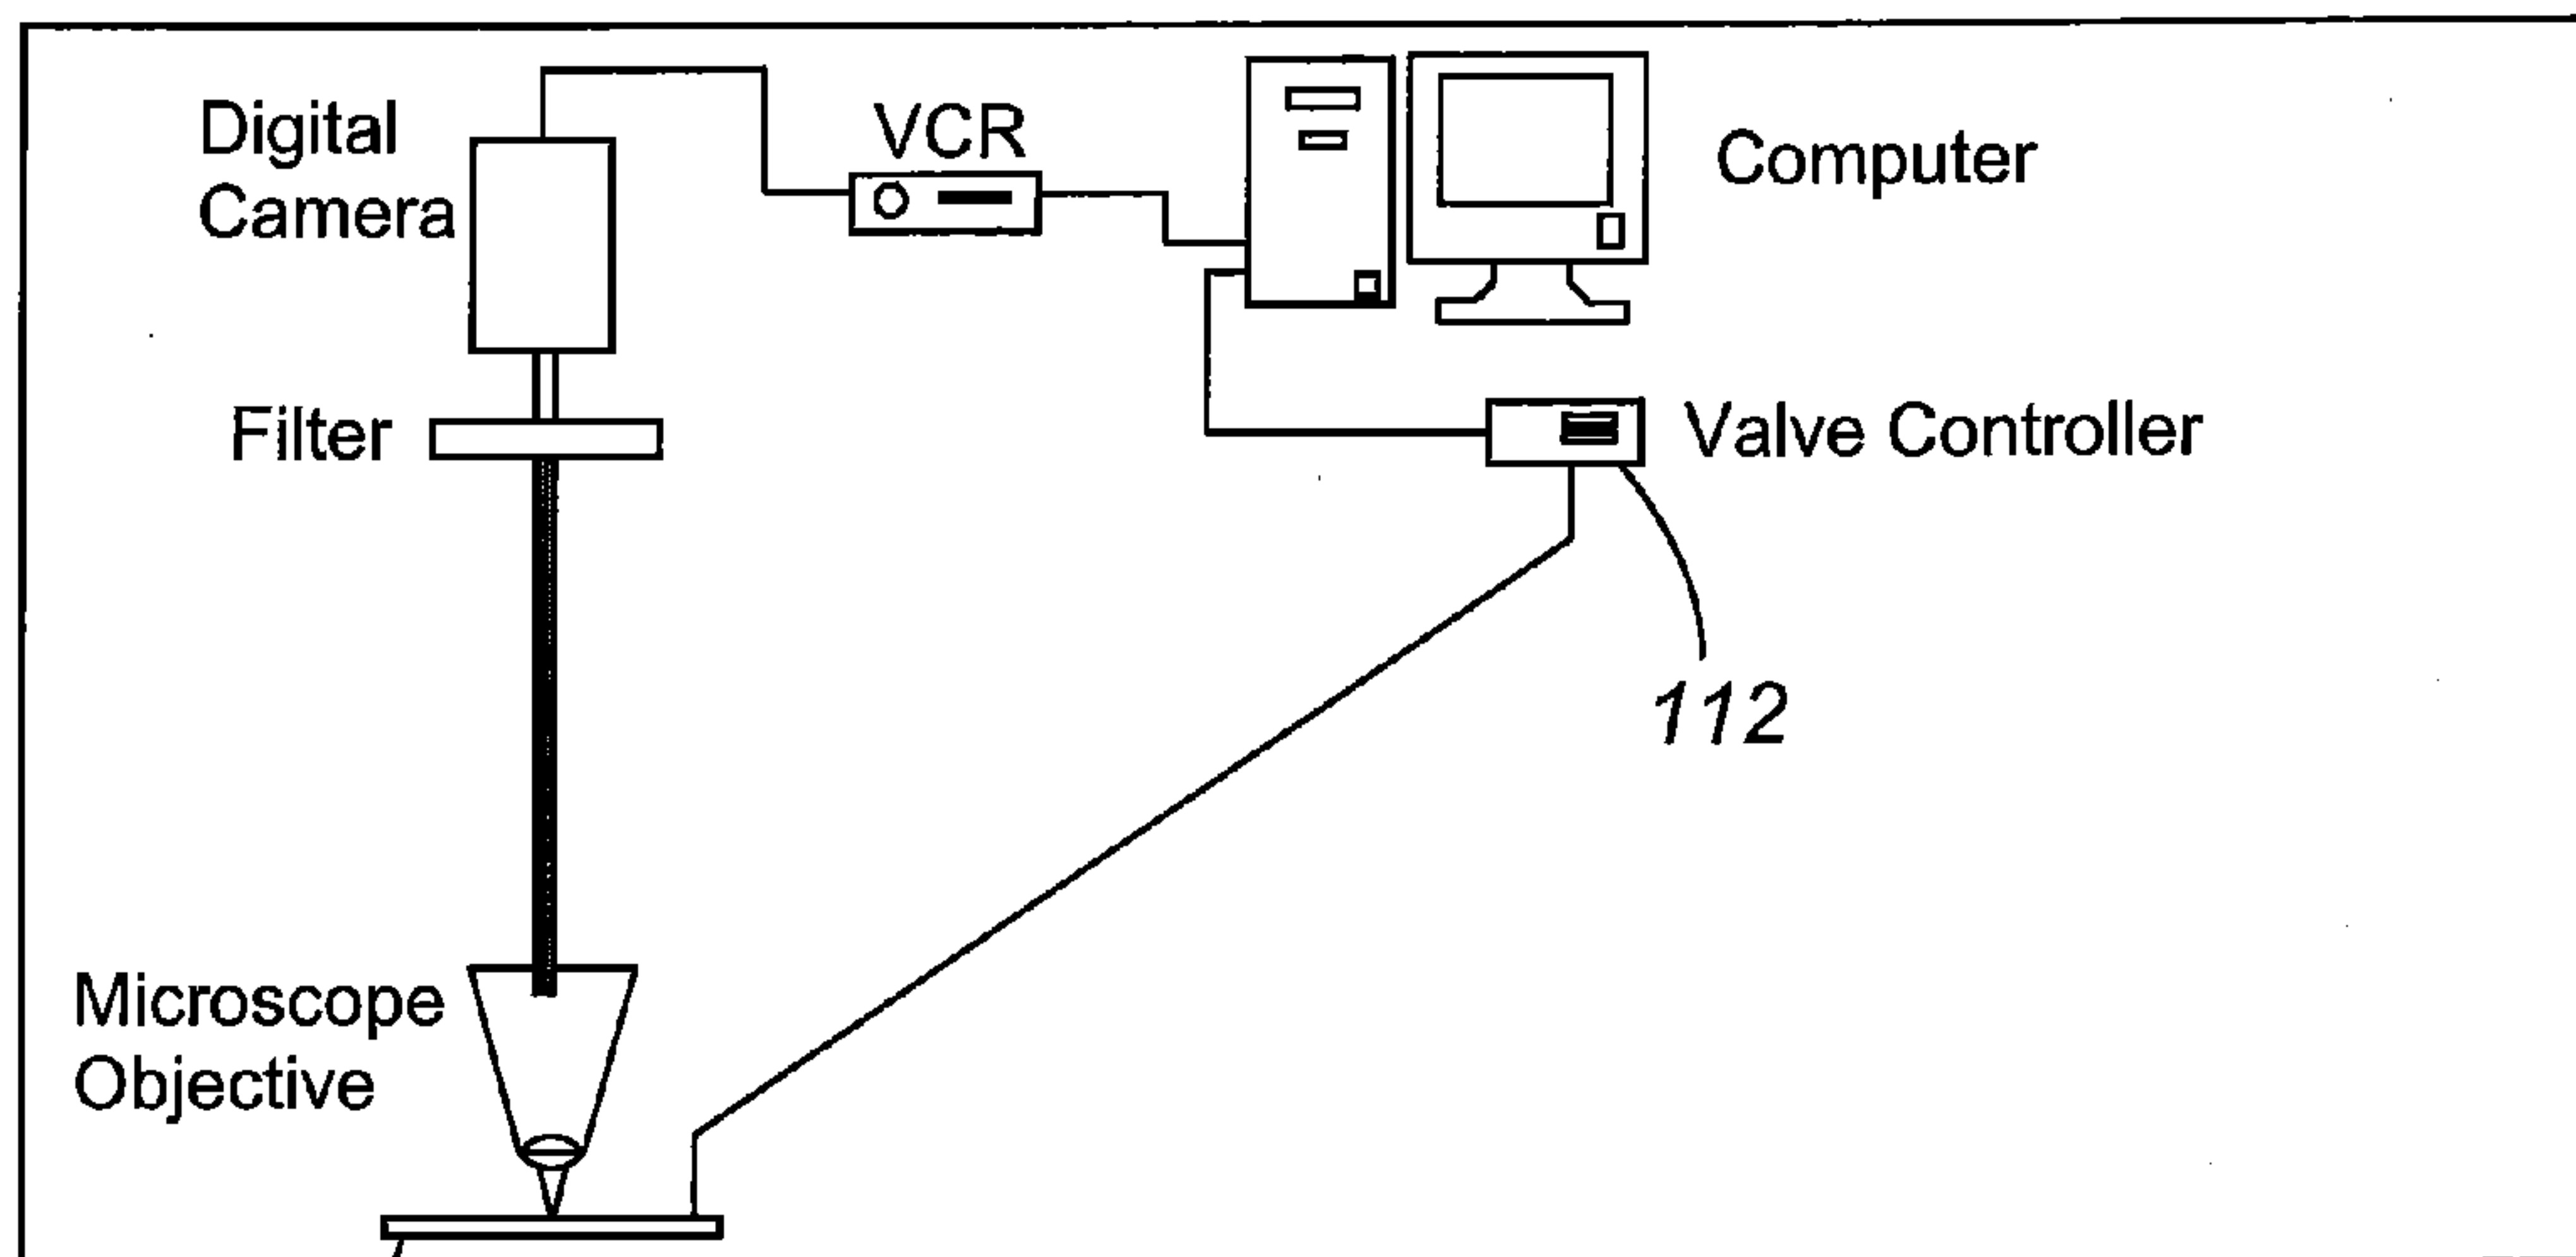 Digital
Camera
VCR
Computer
Filter
Valve Controller
112
Microscope
Objective